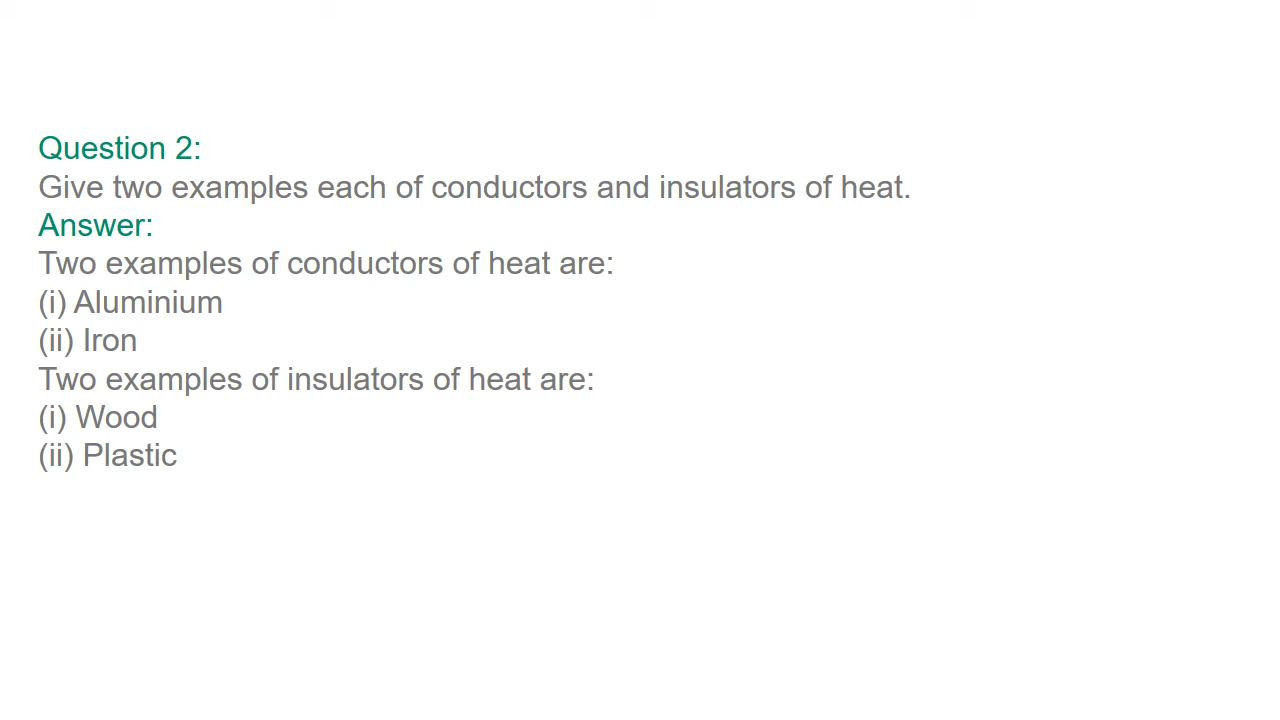 Question 2:
Give two examples each of conductors and insulators of heat.
Answer:
Two examples of conductors of heat are:
(i) Aluminium
(ii) Iron
Two examples of insulators of heat are:
(i) Wood
(ii) Plastic